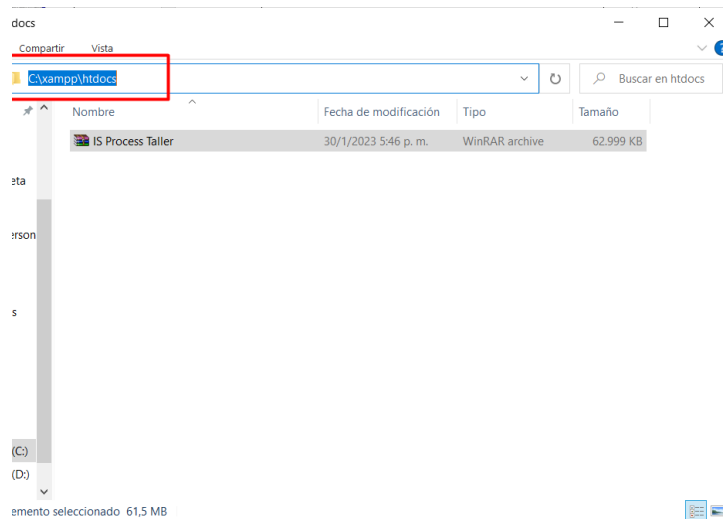 docs
Compartir Vista
C:\xampp\htdocs
Buscar en htdocs
Nombre Fecha de modificación Tipo Tamaño
IS Process Taller 30/1/2023 5:46 p. m. WinRAR archive 62.999 KB
eta
erson
s
(C:)
(D:)
emento seleccionado 61,5 MB